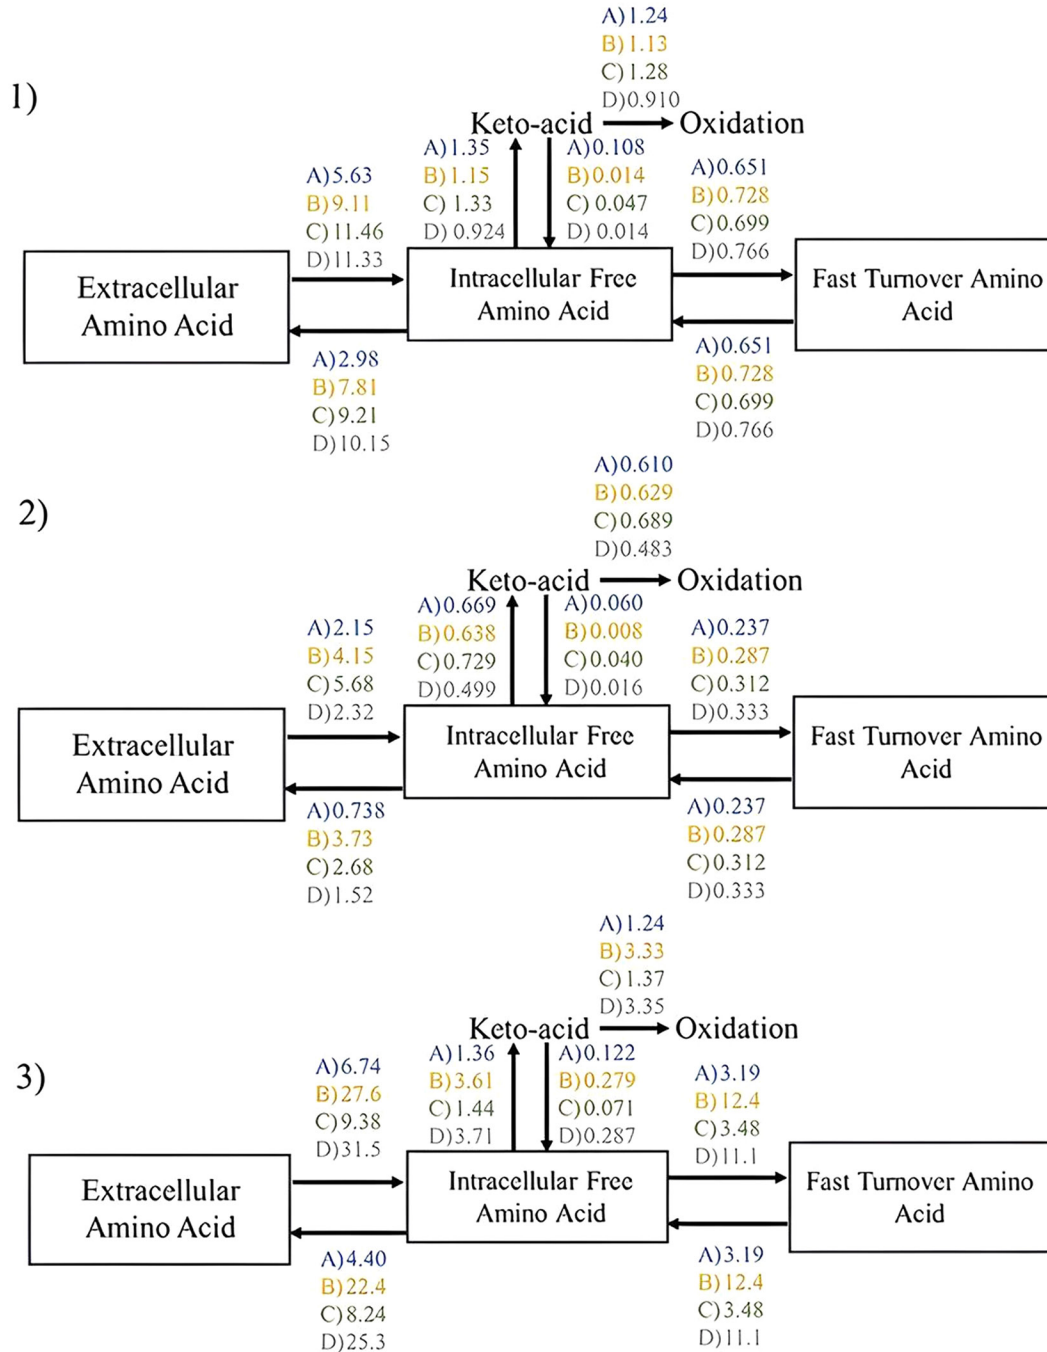 1)
A)1.24
B)1.13
C)1.28
D)0.910
Keto-acid
Oxidation
A)5.63
B)9.11
C)11.46
D)11.33
A)1.35
B)1.15
C) 1.33
D) 0.924
A)0.108
B)0.014
C) 0.047
D) 0.014
A)0.651
B)0.728
C)0.699
D)0.766
Extracellular
Amino Acid
Intracellular Free
Amino Acid
Fast Turnover Amino
Acid
A)2.98
B)7.81
C)9.21
D)10.15
A)0.651
B)0.728
C)0.699
D)0.766
2)
A)0.610
B)0.629
C)0.689
D)0.483
Keto-acid
Oxidation
A)2.15
B)4.15
C)5.68
D)2.32
A)0.669
B)0.638
C)0.729
D)0.499
A)0.060
B)0.008
C)0.040
D)0.016
A)0.237
B)0.287
C)0.312
D)0.333
Extracellular
Amino Acid
Intracellular Free
Amino Acid
Fast Turnover Amino
Acid
A)0.738
B)3.73
C)2.68
D)1.52
A)0.237
B)0.287
C)0.312
D)0.333
3)
A)1.24
B)3.33
C)1.37
D)3.35
Keto-acid
Oxidation
A)6.74
B)27.6
C)9.38
D)31.5
A)1.36
B)3.61
C)1.44
D)3.71
A)0.122
B)0.279
C)0.071
D)0.287
A)3.19
B)12.4
C)3.48
D)11.1
Extracellular
Amino Acid
Intracellular Free
Amino Acid
Fast Turnover Amino
Acid
A)4.40
B)22.4
C)8.24
D)25.3
A)3.19
B)12.4
C)3.48
D)11.1